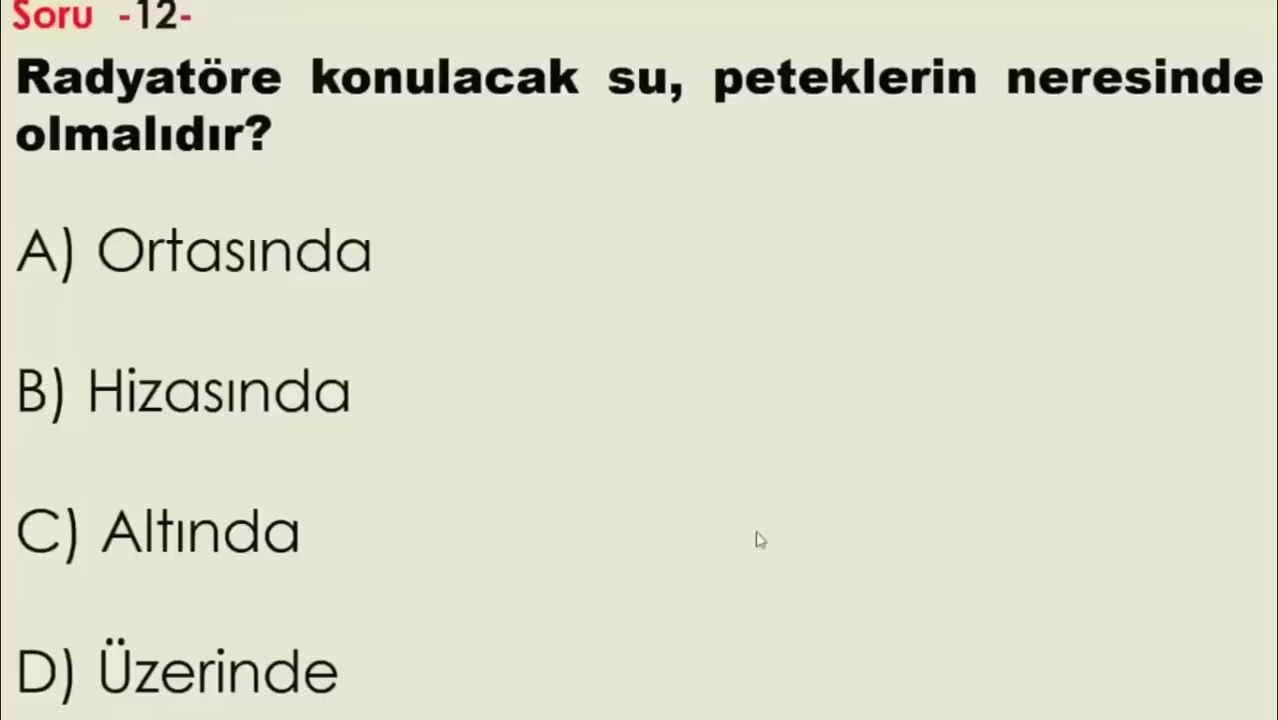 Soru -12-
Radyatöre konulacak su, peteklerin neresinde
olmalıdır?
A) Ortasında
B) Hizasında
C) Altında
D) Üzerinde